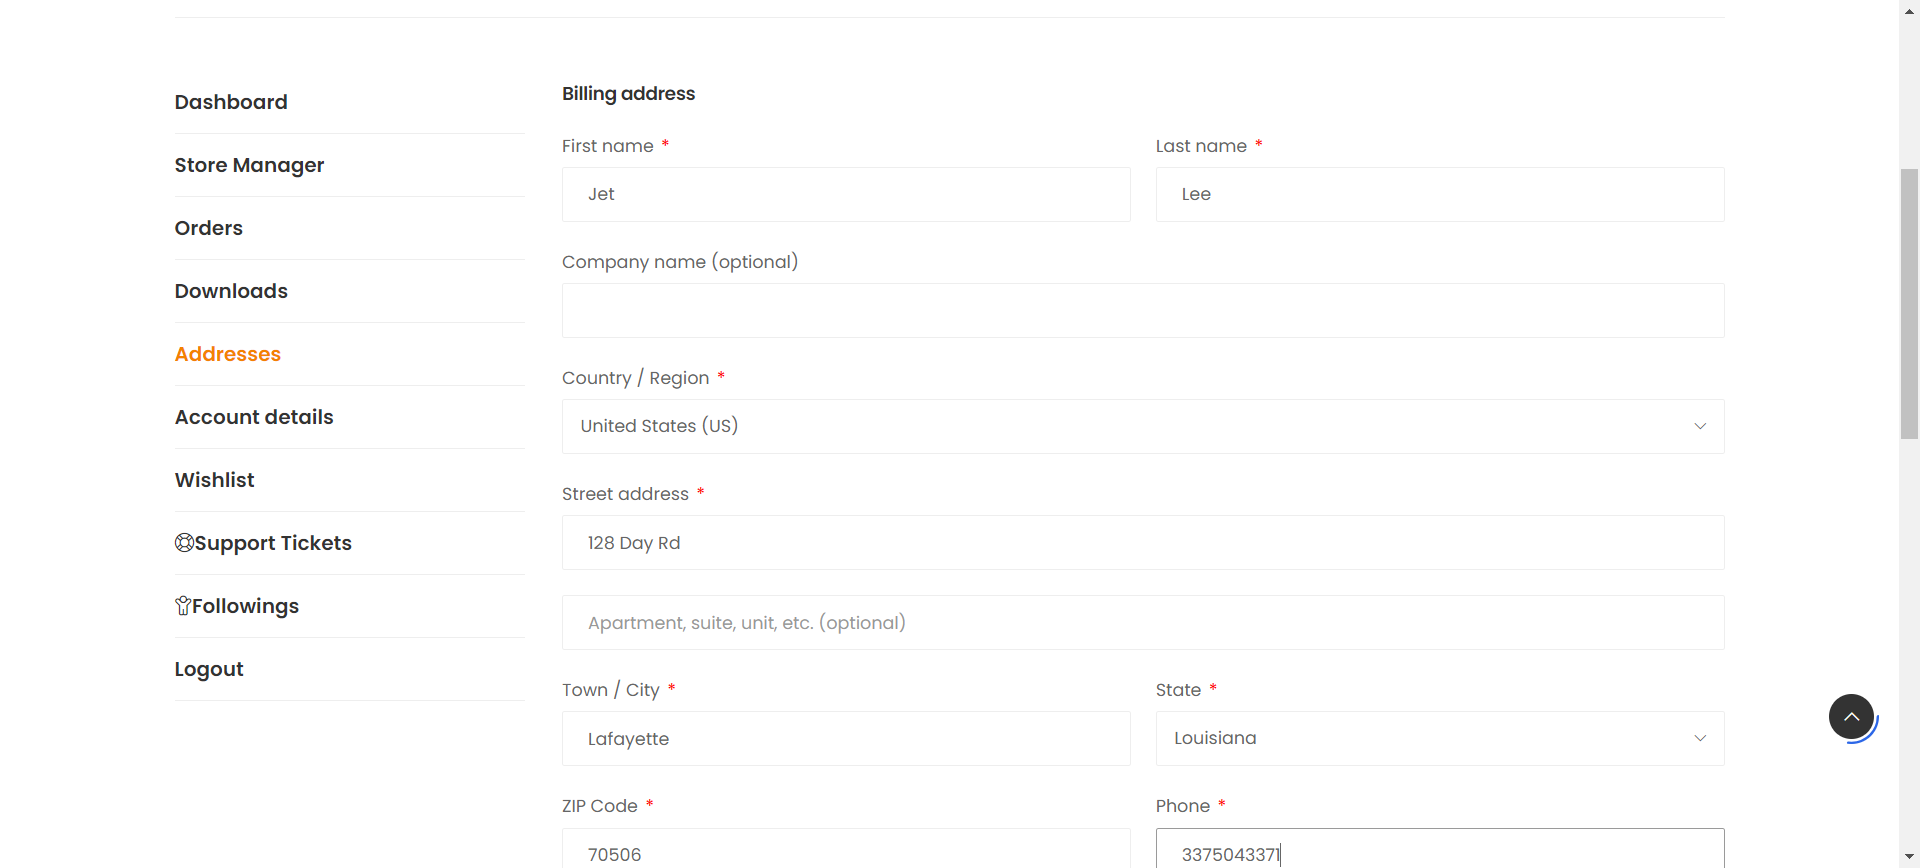 Dashboard
Store Manager
Orders
Downloads
Addresses
Account details
Wishlist
Support Tickets
Followings
Logout
Billing address
First name *
Last name *
Jet
Lee
Company name (optional)
Country / Region *
United States (US)
Street address *
128 Day Rd
Apartment, suite, unit, etc. (optional)
Town / City *
State *
Lafayette
Louisiana
ZIP Code *
Phone *
70506
3375043371